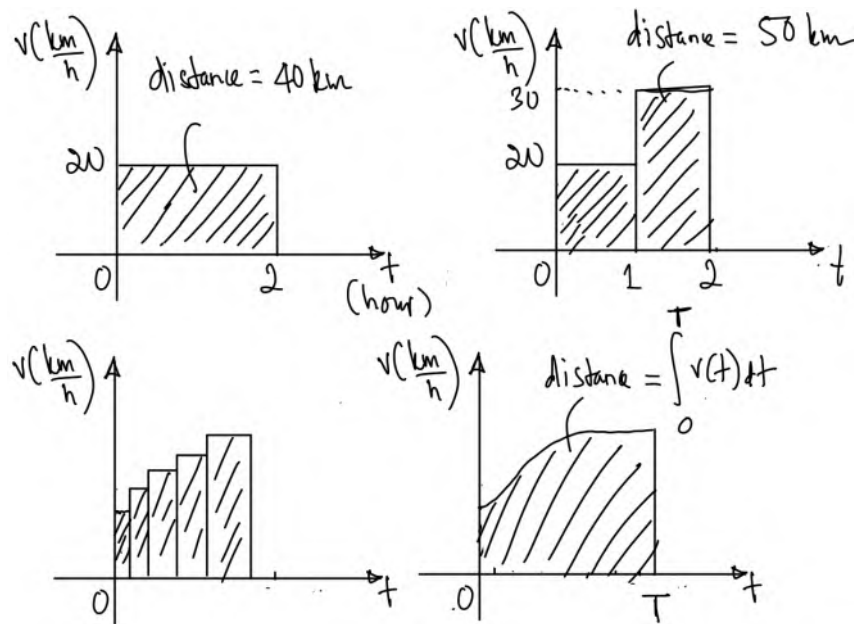 v(km/h)
distance = 40 km
20
0
2
t
(hour)
v(km/h)
distance = 50 km
30
20
0
1
2
t
v(km/h)
0
t
v(km/h)
distance = ∫₀ᵀ v(t) dt
0
T
t